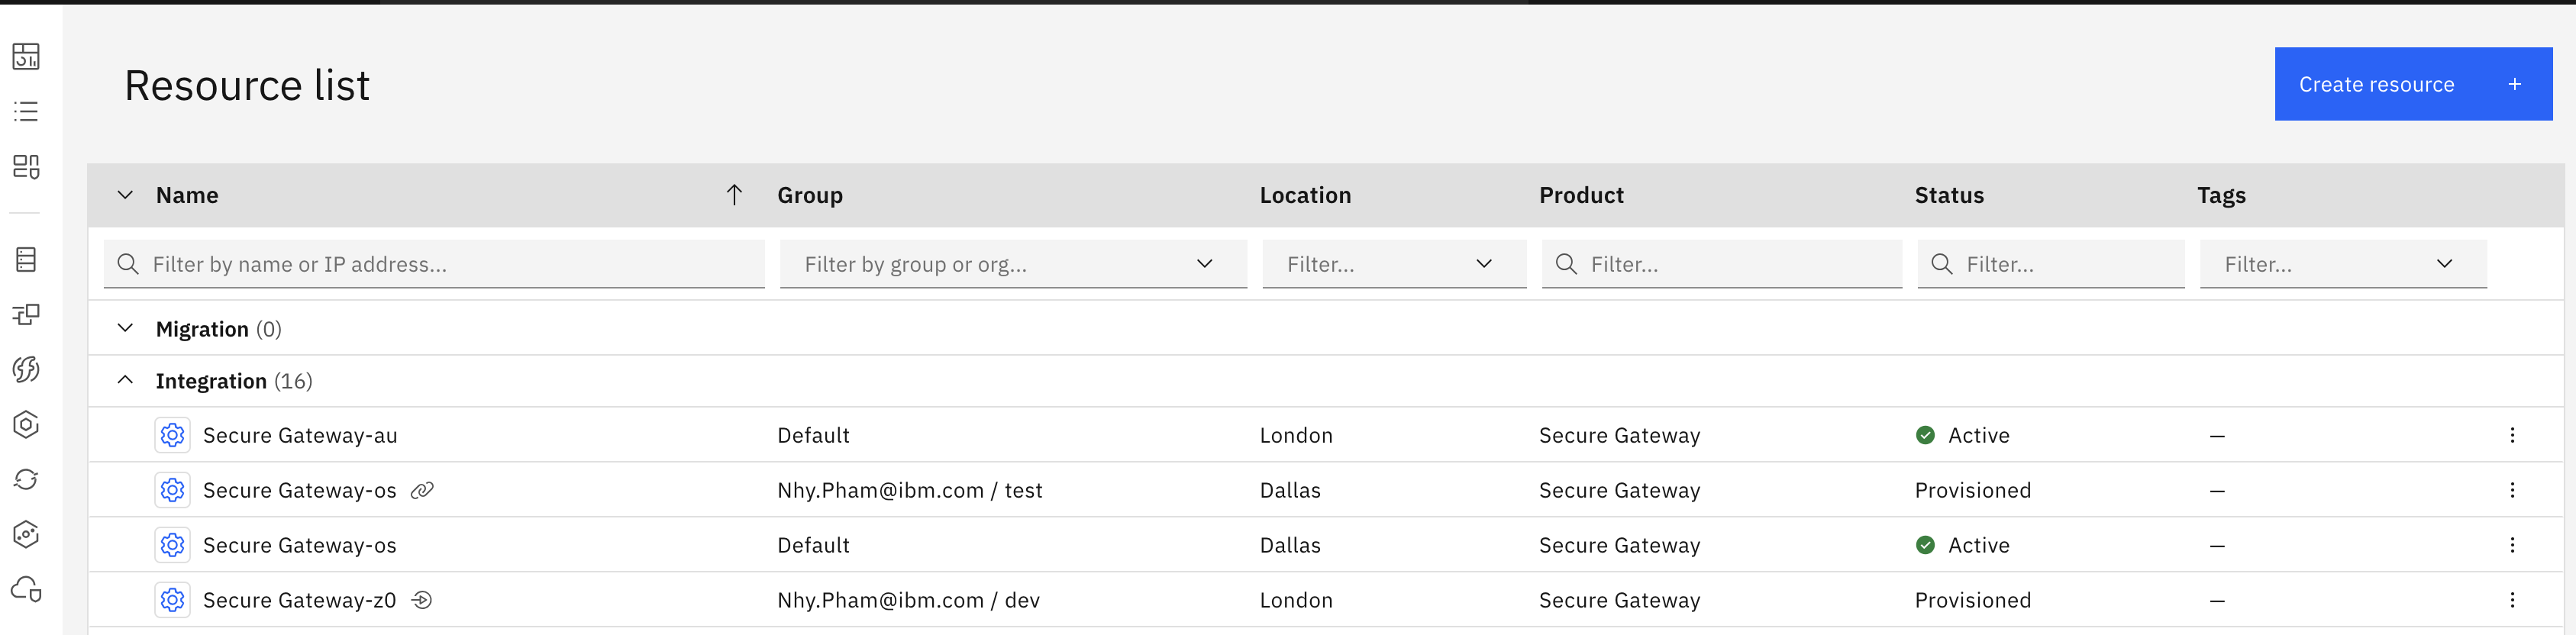 Resource list
Create resource +
Name Group Location Product Status Tags
Filter by name or IP address... Filter by group or org... Filter... Filter... Filter... Filter...
Migration (0)
Integration (16)
Secure Gateway-au Default London Secure Gateway Active –
Secure Gateway-os Nhy.Pham@ibm.com / test Dallas Secure Gateway Provisioned –
Secure Gateway-os Default Dallas Secure Gateway Active –
Secure Gateway-z0 Nhy.Pham@ibm.com / dev London Secure Gateway Provisioned –